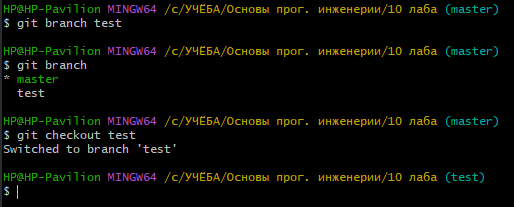 HP@HP-Pavilion MINGW64 /c/УЧЁБА/Основы прог. инженерии/10 лаба (master)
$ git branch test
HP@HP-Pavilion MINGW64 /c/УЧЁБА/Основы прог. инженерии/10 лаба (master)
$ git branch
* master
  test
HP@HP-Pavilion MINGW64 /c/УЧЁБА/Основы прог. инженерии/10 лаба (master)
$ git checkout test
Switched to branch 'test'
HP@HP-Pavilion MINGW64 /c/УЧЁБА/Основы прог. инженерии/10 лаба (test)
$